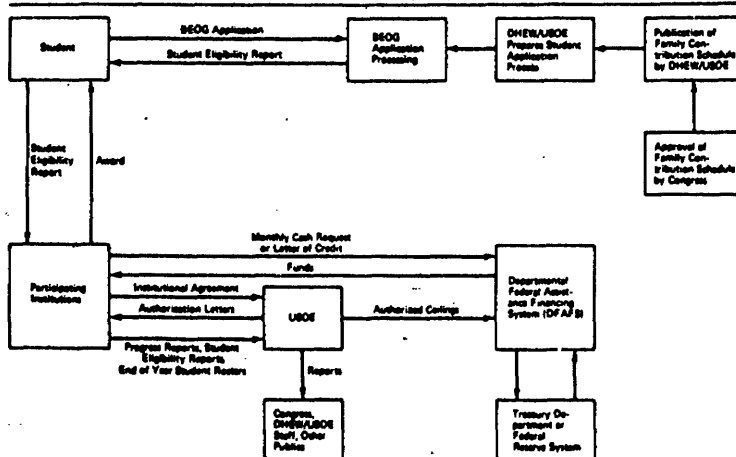 BEOG Application
Student
Student Eligibility Report
BEOG
Application
Processing
DHEW/USOE
Prepares Student
Application
Process
Publication of
Family Con-
tribution Schedule
by DHEW/USOE
Approval of
Family Con-
tribution Schedule
by Congress
Student
Eligibility
Report
Award
Monthly Cash Request
or Letter of Credit
Funds
Participating
Institutions
Institutional Agreement
Authorization Letters
USOE
Authorized Ceilings
Departmental
Federal Assist-
ance Financing
System (DFAFS)
Progress Reports, Student
Eligibility Reports,
End of Year Student Rosters
Reports
Congress,
DHEW/USOE
Staff, Other
Publics
Treasury De-
partment or
Federal
Reserve System